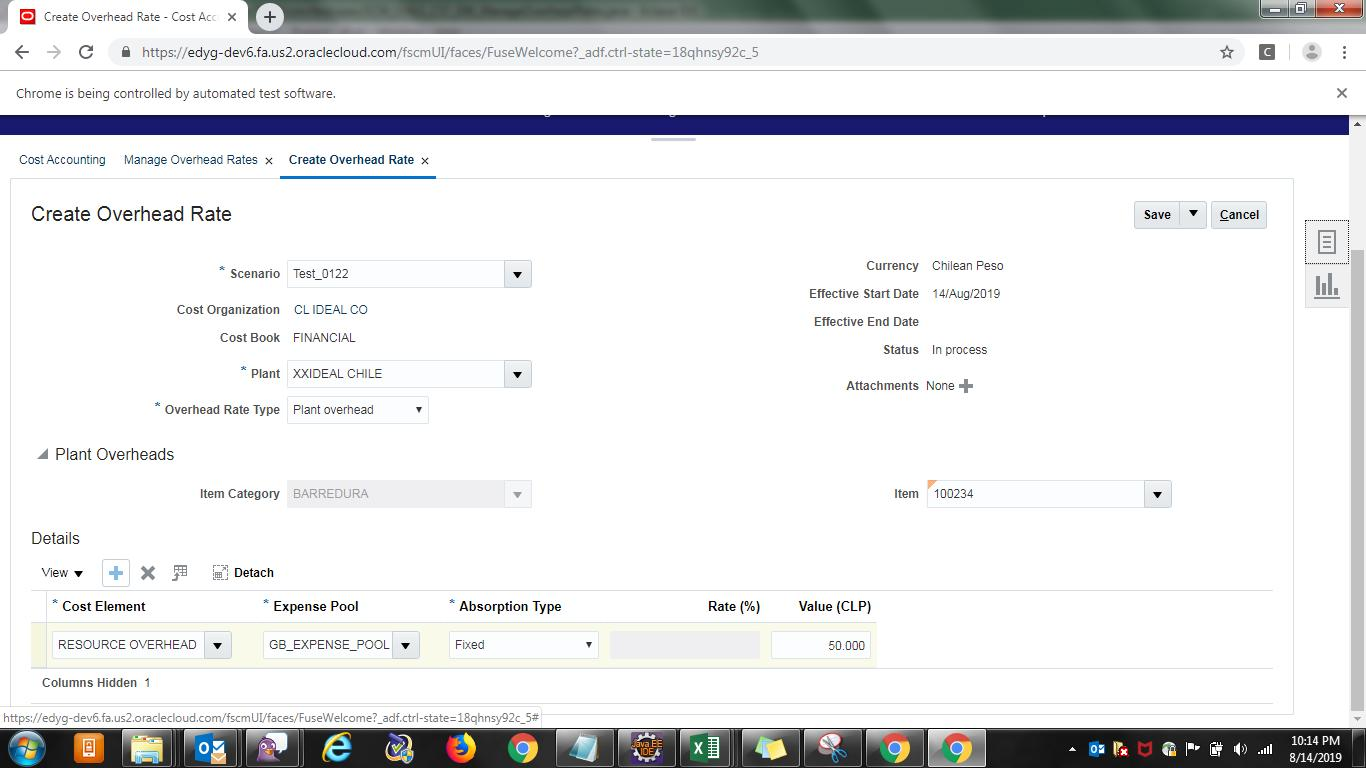 Create Overhead Rate - Cost Acc
https://edyg-dev6.fa.us2.oraclecloud.com/fscmUI/faces/FuseWelcome?_adf.ctrl-state=18qhnsy92c_5
C
Chrome is being controlled by automated test software.
Cost Accounting Manage Overhead Rates Create Overhead Rate
Create Overhead Rate
Save Cancel
* Scenario Test_0122
Currency Chilean Peso
Effective Start Date 14/Aug/2019
Cost Organization CL IDEAL CO
Effective End Date
Cost Book FINANCIAL
Status In process
* Plant XXIDEAL CHILE
Attachments None
* Overhead Rate Type Plant overhead
Plant Overheads
Item Category BARREDURA
Item 100234
Details
View Detach
* Cost Element * Expense Pool * Absorption Type Rate (%) Value (CLP)
RESOURCE OVERHEAD GB_EXPENSE_POOL Fixed 50.000
Columns Hidden 1
https://edyg-dev6.fa.us2.oraclecloud.com/fscmUI/faces/FuseWelcome?_adf.ctrl-state=18qhnsy92c_5#
Java EE
IDE
10:14 PM
8/14/2019